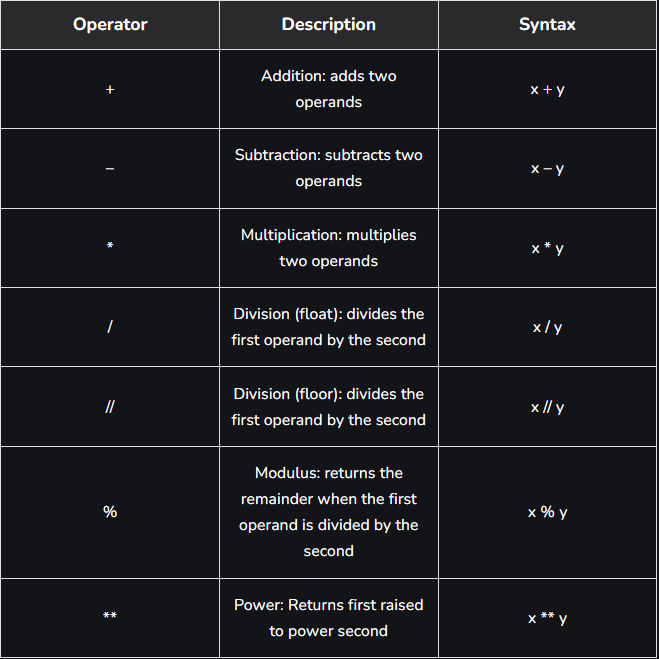 Operator Description Syntax
+ Addition: adds two
operands x + y
– Subtraction: subtracts two
operands x – y
* Multiplication: multiplies
two operands x * y
/ Division (float): divides the
first operand by the second x / y
// Division (floor): divides the
first operand by the second x // y
% Modulus: returns the
remainder when the first
operand is divided by the
second x % y
** Power: Returns first raised
to power second x ** y